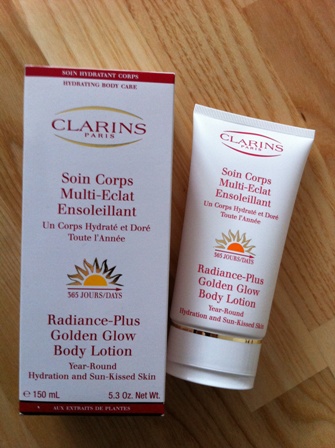 SOIN HYDRATANT CORPS
HYDRATING BODY CARE
CLARINS
PARIS
Soin Corps
Multi-Eclat
Ensoleillant
Un Corps Hydraté et Doré
Toute l'Année
365 JOURS/DAYS
Radiance-Plus
Golden Glow
Body Lotion
Year-Round
Hydration and Sun-Kissed Skin
e 150 mL 5.3 Oz. Net Wt.
AUX EXTRAITS DE PLANTES
CLARINS
PARIS
Soin Corps
Multi-Eclat
Ensoleillant
Un Corps Hydraté et Doré
Toute l'Année
365 JOURS/DAYS
Radiance-Plus
Golden Glow
Body Lotion
Year-Round
Hydration and Sun-Kissed Skin